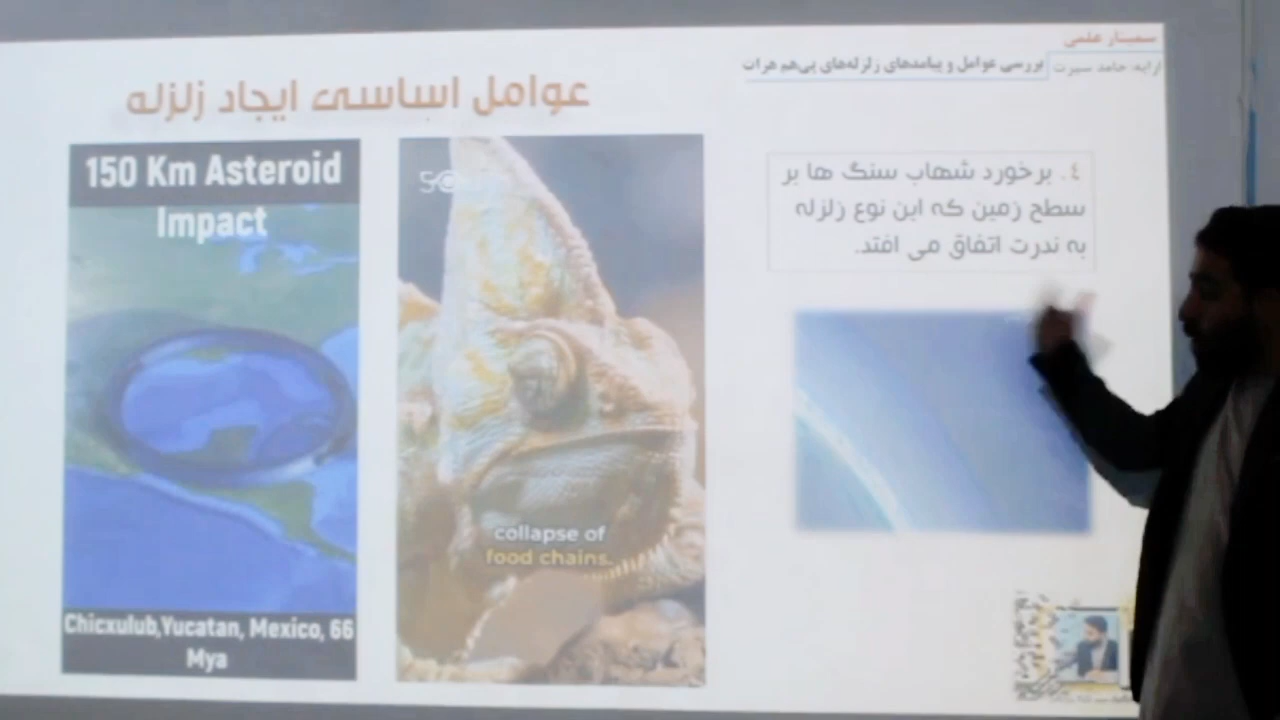 سمینار علمی
ارایه: حامد سیرت
بررسی عوامل و پیامدهای زلزله‌های پی‌هم هرات
عوامل اساسی ایجاد زلزله
٤. برخورد شهاب سنگ ها بر
سطح زمین که این نوع زلزله
به ندرت اتفاق می افتد.
collapse of
food chains.
150 Km Asteroid
Impact
Chicxulub,Yucatan, Mexico, 66
Mya